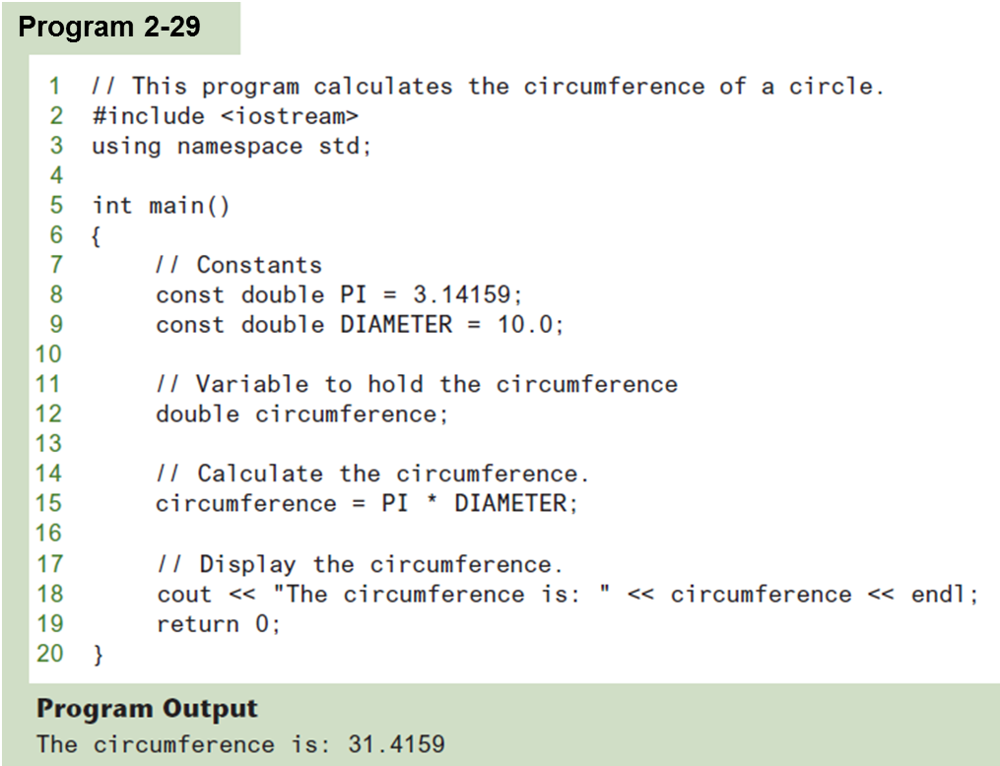 Program 2-29
1 // This program calculates the circumference of a circle.
2 #include <iostream>
3 using namespace std;
4
5 int main()
6 {
7 // Constants
8 const double PI = 3.14159;
9 const double DIAMETER = 10.0;
10
11 // Variable to hold the circumference
12 double circumference;
13
14 // Calculate the circumference.
15 circumference = PI * DIAMETER;
16
17 // Display the circumference.
18 cout << "The circumference is: " << circumference << endl;
19 return 0;
20 }
Program Output
The circumference is: 31.4159